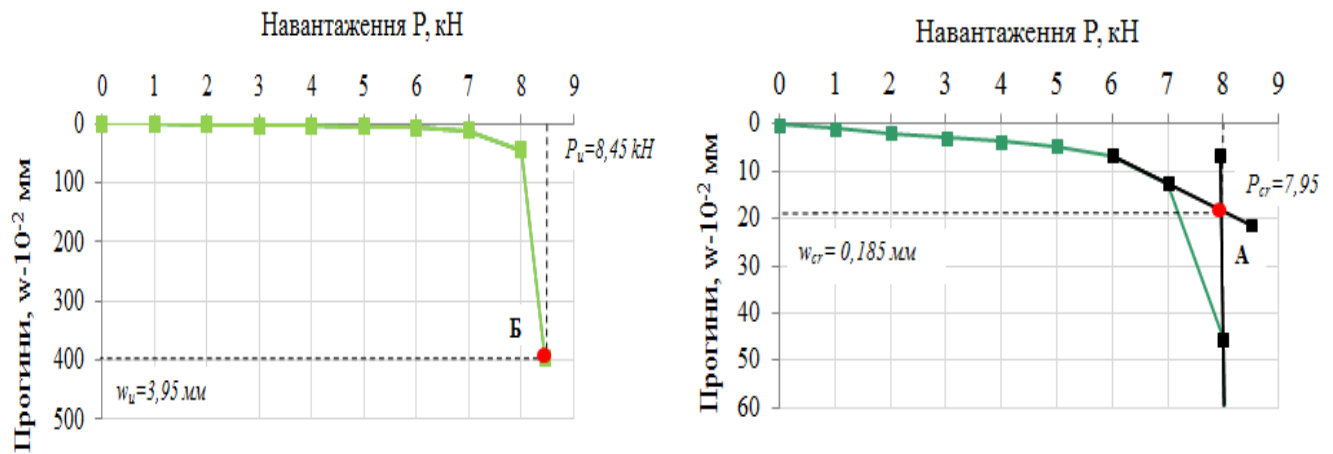 Навантаження Р, кН
0 1 2 3 4 5 6 7 8 9
0
100
200
300
400
500
Прогини, w-10⁻² мм
Pu=8,45 kH
Б
wu=3,95 мм
Навантаження Р, кН
0 1 2 3 4 5 6 7 8 9
0
10
20
30
40
50
60
Прогини, w-10⁻² мм
Pcr=7,95
wcr= 0,185 мм
А